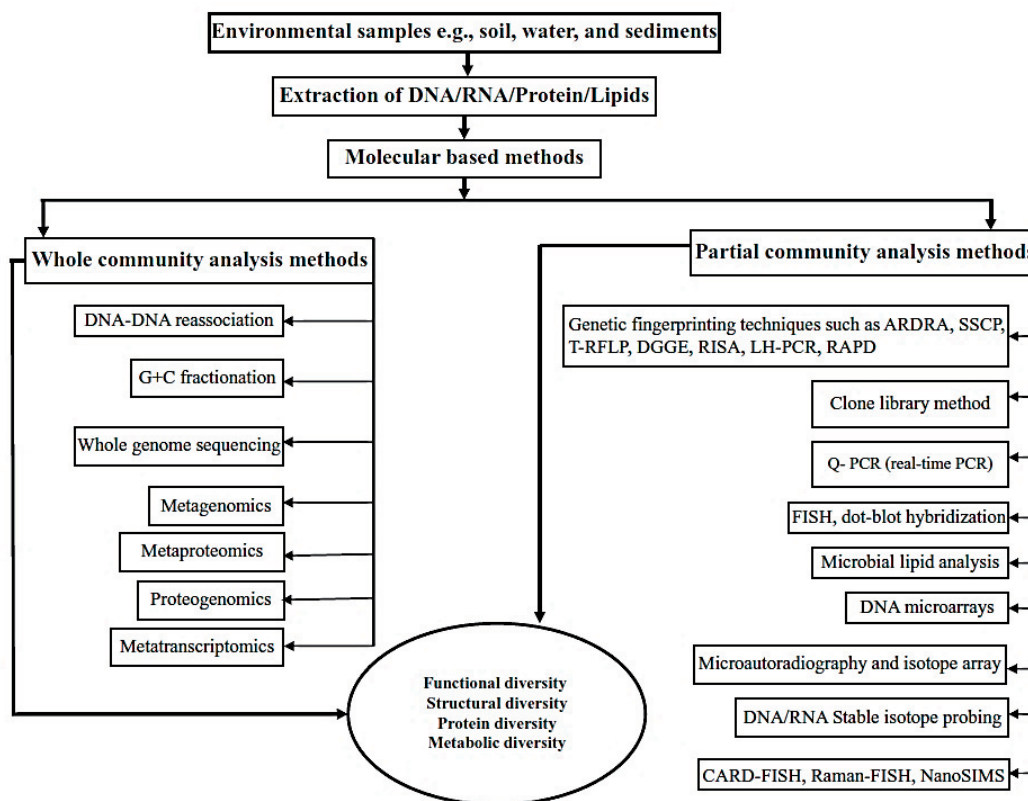 Environmental samples e.g., soil, water, and sediments
Extraction of DNA/RNA/Protein/Lipids
Molecular based methods
Whole community analysis methods
DNA-DNA reassociation
G+C fractionation
Whole genome sequencing
Metagenomics
Metaproteomics
Proteogenomics
Metatranscriptomics
Partial community analysis methods
Genetic fingerprinting techniques such as ARDRA, SSCP,
T-RFLP, DGGE, RISA, LH-PCR, RAPD
Clone library method
Q- PCR (real-time PCR)
FISH, dot-blot hybridization
Microbial lipid analysis
DNA microarrays
Microautoradiography and isotope array
DNA/RNA Stable isotope probing
CARD-FISH, Raman-FISH, NanoSIMS
Functional diversity
Structural diversity
Protein diversity
Metabolic diversity